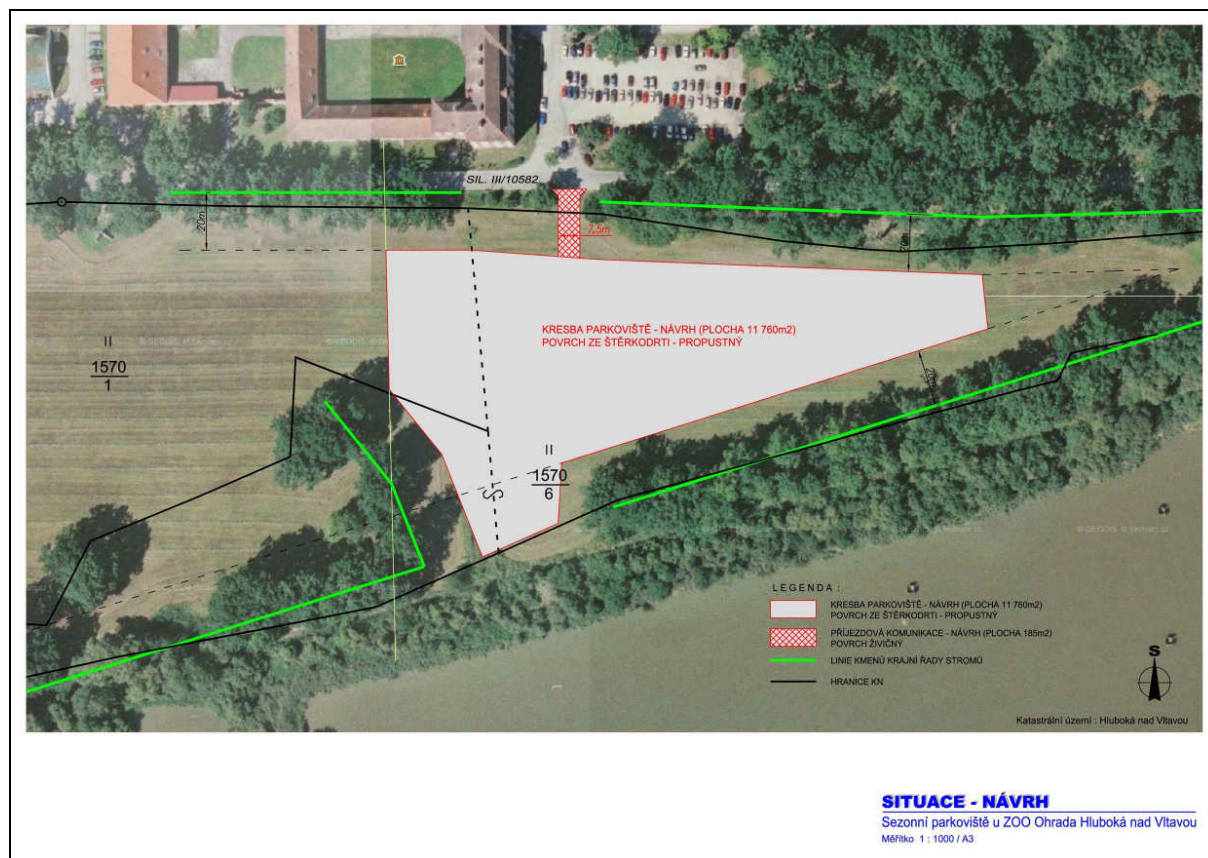 SIL. III/10582
20m
7,5m
20m
KRESBA PARKOVIŠTĚ - NÁVRH (PLOCHA 11 760m2)
POVRCH ZE ŠTĚRKODRTI - PROPUSTNÝ
II
1570
1
20m
II
1570
6
S
LEGENDA :
KRESBA PARKOVIŠTĚ - NÁVRH (PLOCHA 11 760m2)
POVRCH ZE ŠTĚRKODRTI - PROPUSTNÝ
PŘÍJEZDOVÁ KOMUNIKACE - NÁVRH (PLOCHA 185m2)
POVRCH ŽIVIČNÝ
LINIE KMENŮ KRAJNÍ ŘADY STROMŮ
HRANICE KN
S
Katastrální území : Hluboká nad Vltavou
SITUACE - NÁVRH
Sezonní parkoviště u ZOO Ohrada Hluboká nad Vltavou
Měřítko 1 : 1000 / A3